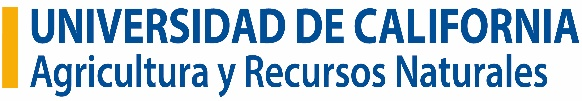 UNIVERSIDAD DE CALIFORNIA
Agricultura y Recursos Naturales